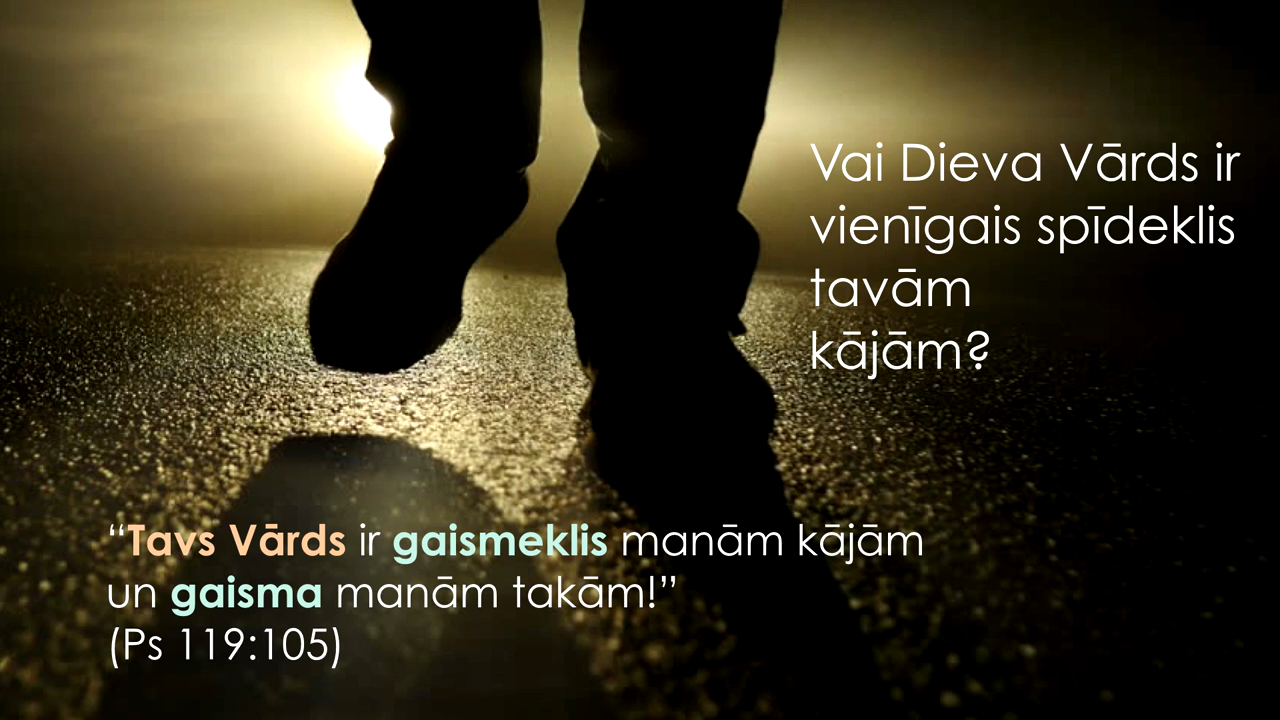 Vai Dieva Vārds ir
vienīgais spīdeklis
tavām
kājām?
“Tavs Vārds ir gaismeklis manām kājām
un gaisma manām takām!”
(Ps 119:105)